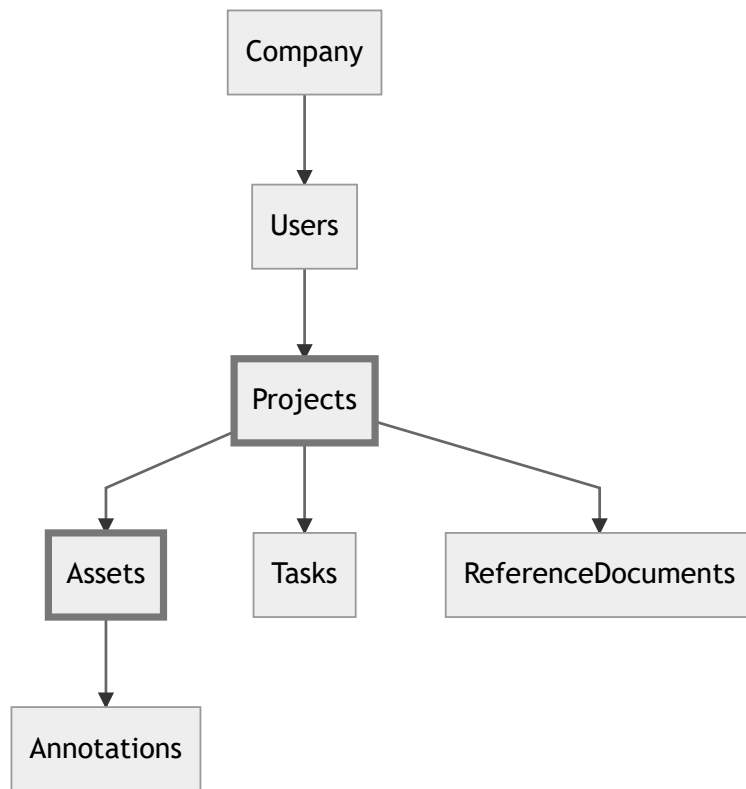 Company
Users
Projects
Assets
Tasks
ReferenceDocuments
Annotations